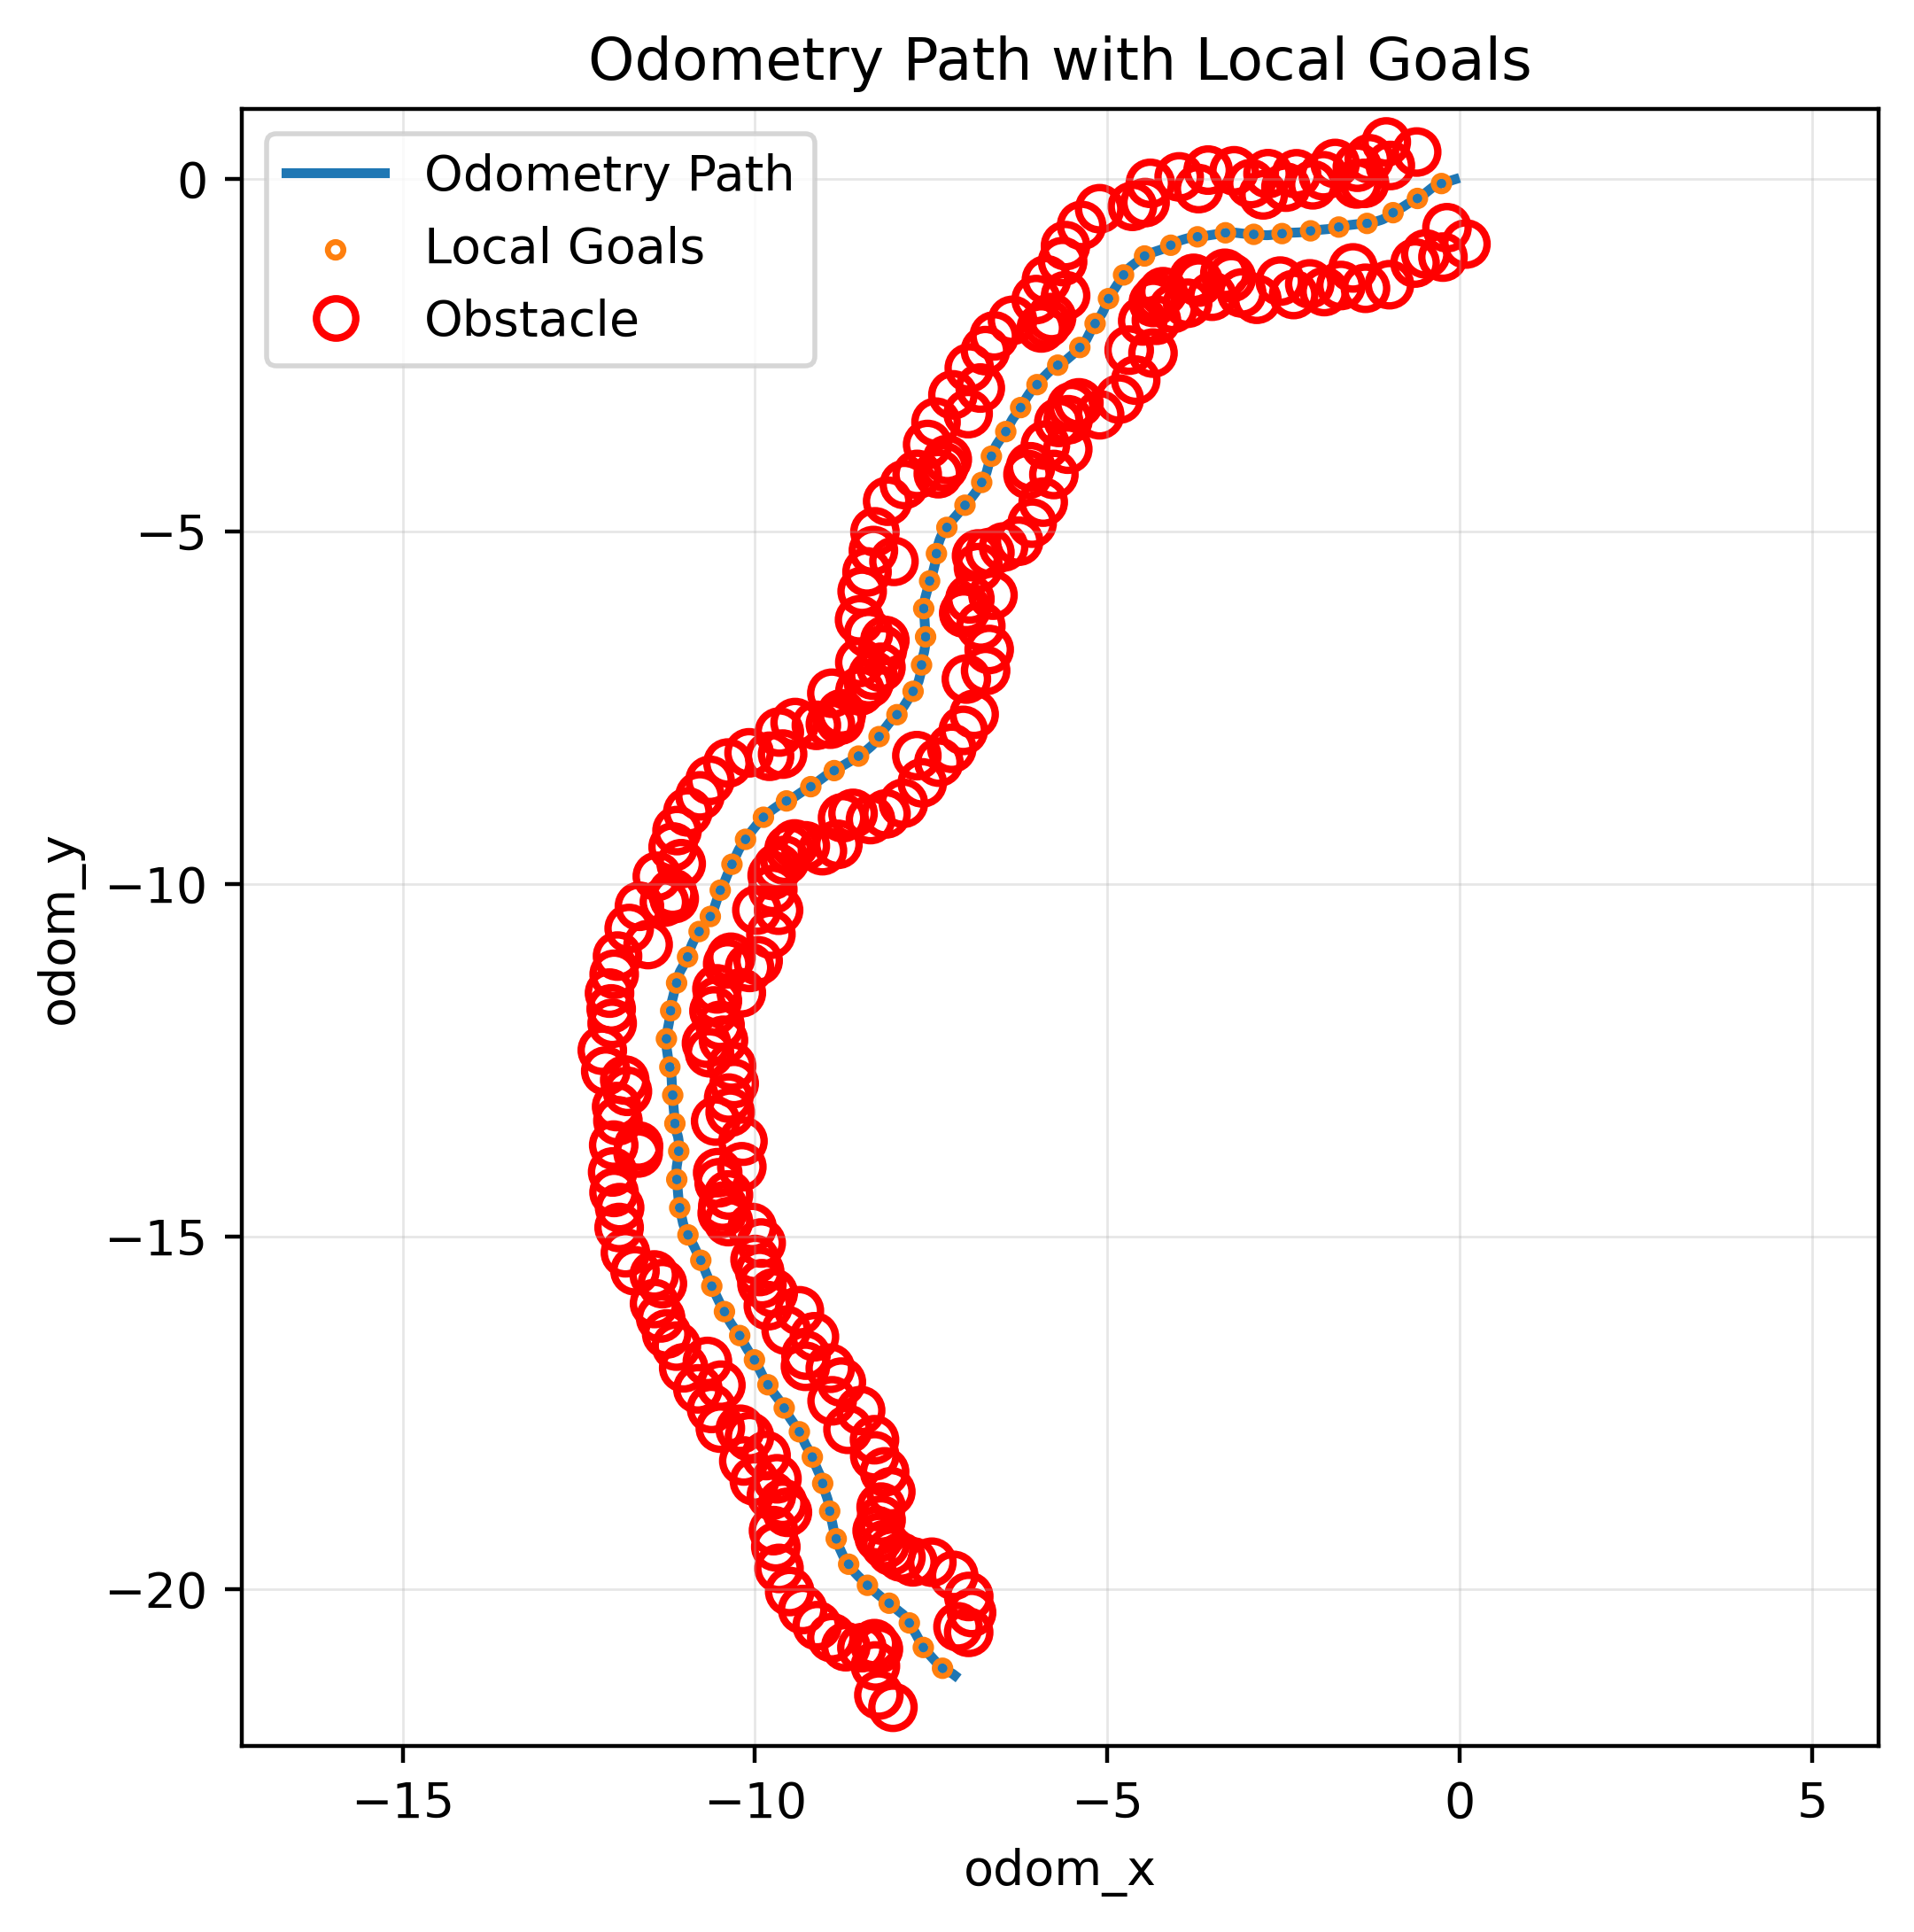 Odometry Path with Local Goals
Odometry Path
Local Goals
Obstacle
0
−5
−10
−15
−20
odom_y
−15
−10
−5
0
5
odom_x